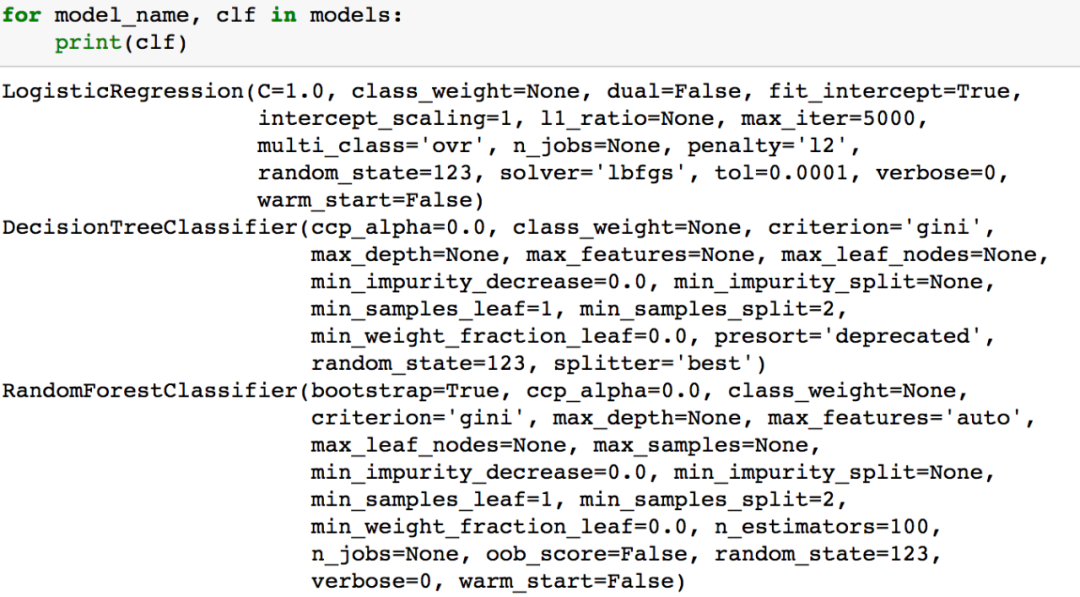 for model_name, clf in models:
    print(clf)
LogisticRegression(C=1.0, class_weight=None, dual=False, fit_intercept=True,
                   intercept_scaling=1, l1_ratio=None, max_iter=5000,
                   multi_class='ovr', n_jobs=None, penalty='l2',
                   random_state=123, solver='lbfgs', tol=0.0001, verbose=0,
                   warm_start=False)
DecisionTreeClassifier(ccp_alpha=0.0, class_weight=None, criterion='gini',
                       max_depth=None, max_features=None, max_leaf_nodes=None,
                       min_impurity_decrease=0.0, min_impurity_split=None,
                       min_samples_leaf=1, min_samples_split=2,
                       min_weight_fraction_leaf=0.0, presort='deprecated',
                       random_state=123, splitter='best')
RandomForestClassifier(bootstrap=True, ccp_alpha=0.0, class_weight=None,
                       criterion='gini', max_depth=None, max_features='auto',
                       max_leaf_nodes=None, max_samples=None,
                       min_impurity_decrease=0.0, min_impurity_split=None,
                       min_samples_leaf=1, min_samples_split=2,
                       min_weight_fraction_leaf=0.0, n_estimators=100,
                       n_jobs=None, oob_score=False, random_state=123,
                       verbose=0, warm_start=False)